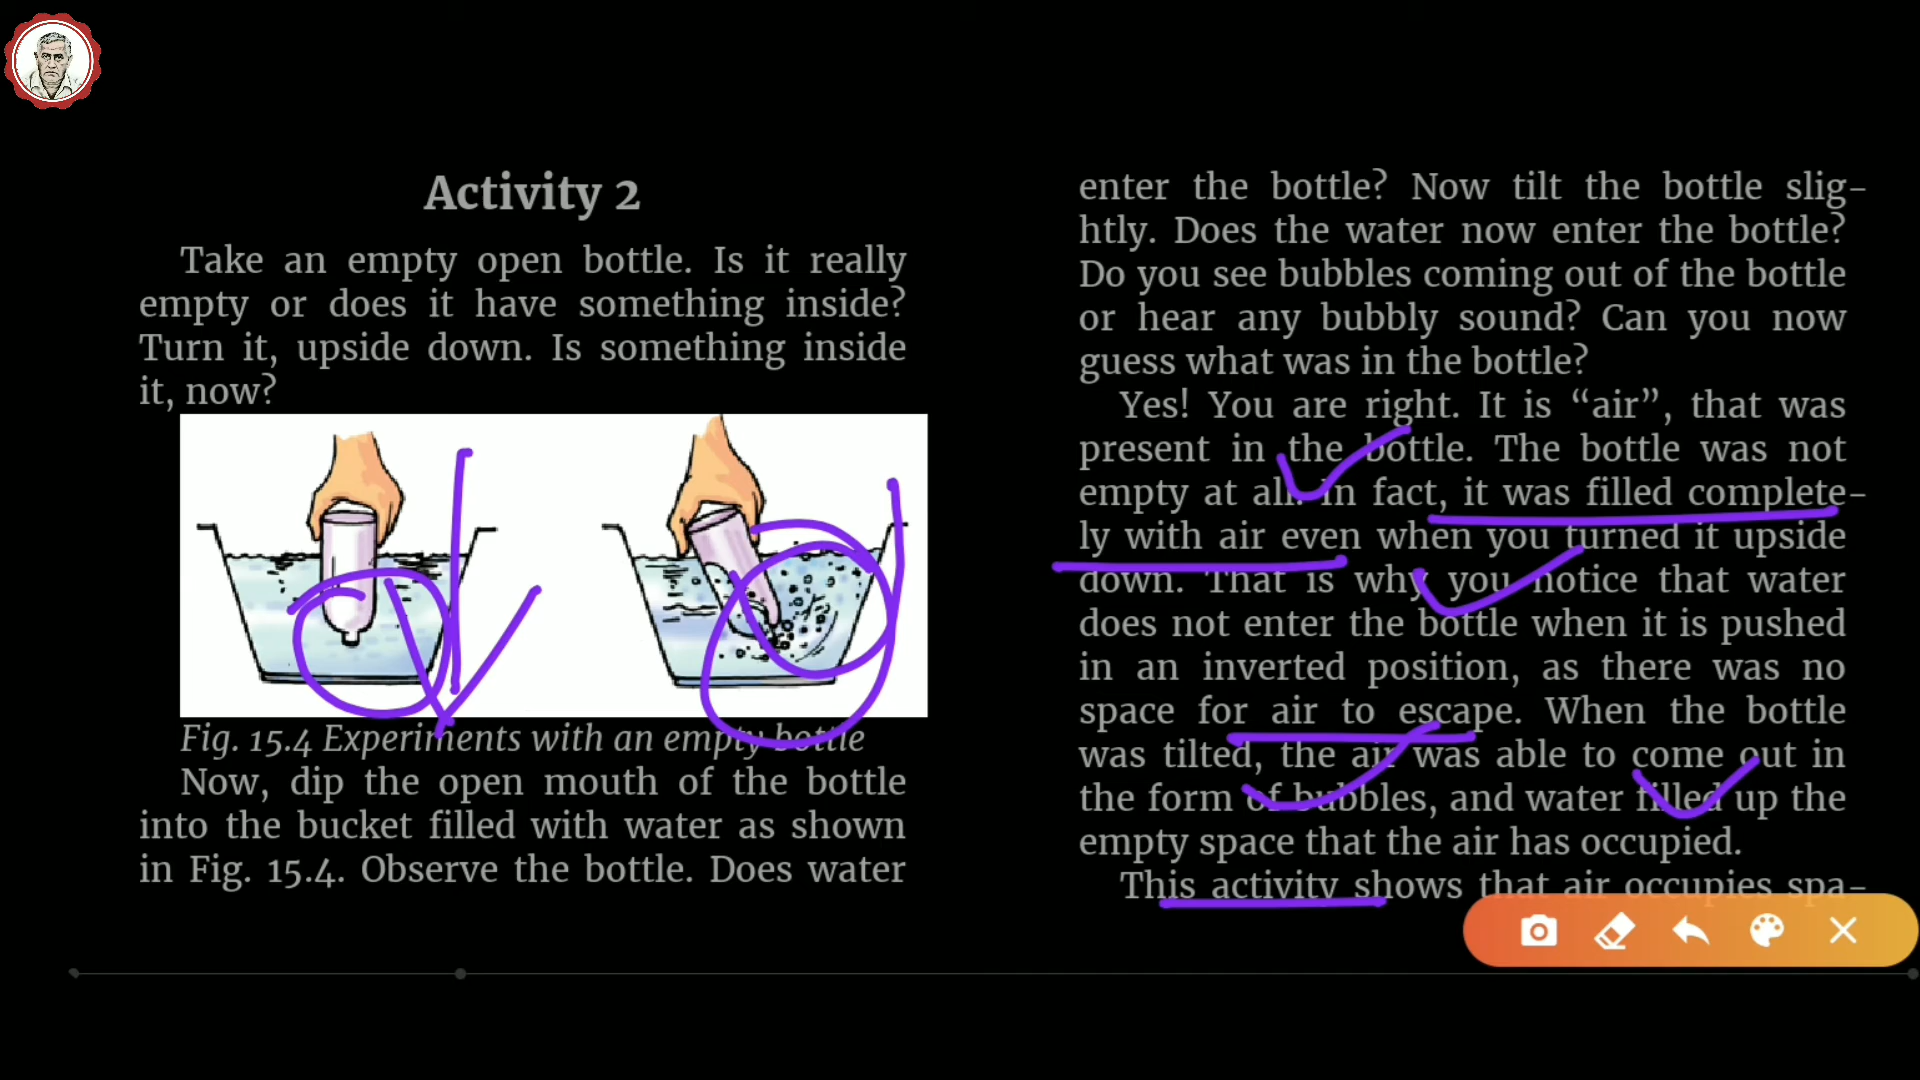 Activity 2
Take an empty open bottle. Is it really
empty or does it have something inside?
Turn it, upside down. Is something inside
it, now?
Fig. 15.4 Experiments with an empty bottle
Now, dip the open mouth of the bottle
into the bucket filled with water as shown
in Fig. 15.4. Observe the bottle. Does water
enter the bottle? Now tilt the bottle slig-
htly. Does the water now enter the bottle?
Do you see bubbles coming out of the bottle
or hear any bubbly sound? Can you now
guess what was in the bottle?
Yes! You are right. It is “air”, that was
present in the bottle. The bottle was not
empty at all. In fact, it was filled complete-
ly with air even when you turned it upside
down. That is why you notice that water
does not enter the bottle when it is pushed
in an inverted position, as there was no
space for air to escape. When the bottle
was tilted, the air was able to come out in
the form of bubbles, and water filled up the
empty space that the air has occupied.
This activity shows that air occupies spa-